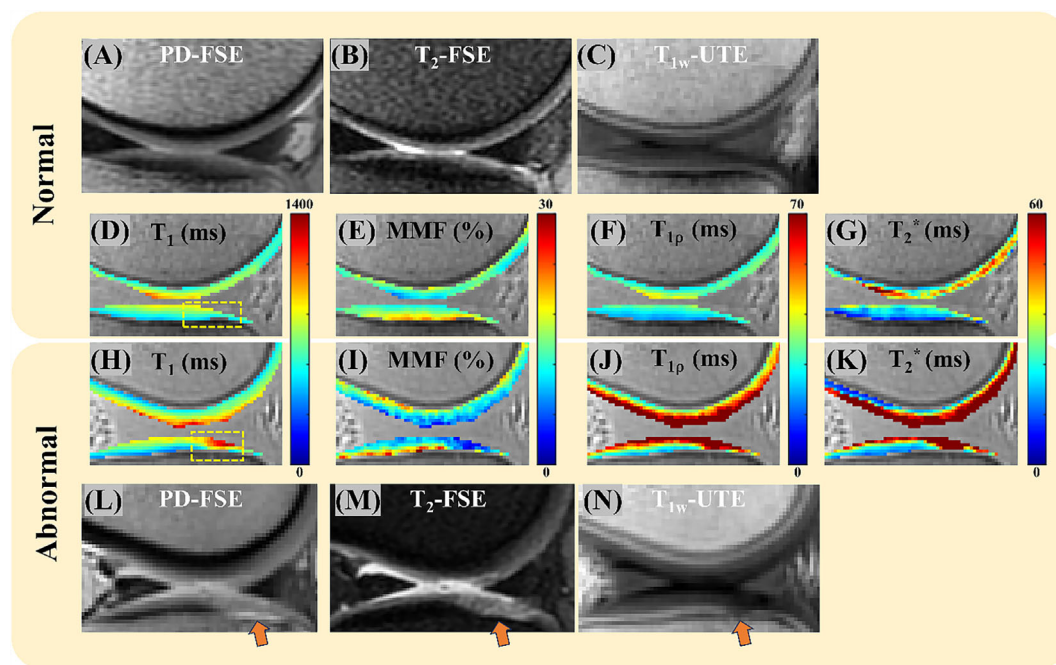 Normal
(A) PD-FSE
(B) T₂-FSE
(C) T₁w-UTE
1400
30
70
60
(D) T₁ (ms)
(E) MMF (%)
(F) T₁ρ (ms)
(G) T₂* (ms)
Abnormal
(H) T₁ (ms)
(I) MMF (%)
(J) T₁ρ (ms)
(K) T₂* (ms)
0
0
0
0
(L) PD-FSE
(M) T₂-FSE
(N) T₁w-UTE